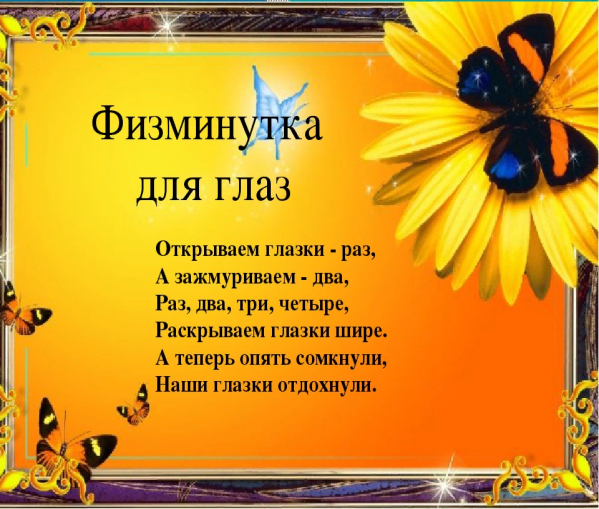 Физминутка
для глаз
Открываем глазки - раз,
А зажмуриваем - два,
Раз, два, три, четыре,
Раскрываем глазки шире.
А теперь опять сомкнули,
Наши глазки отдохнули.